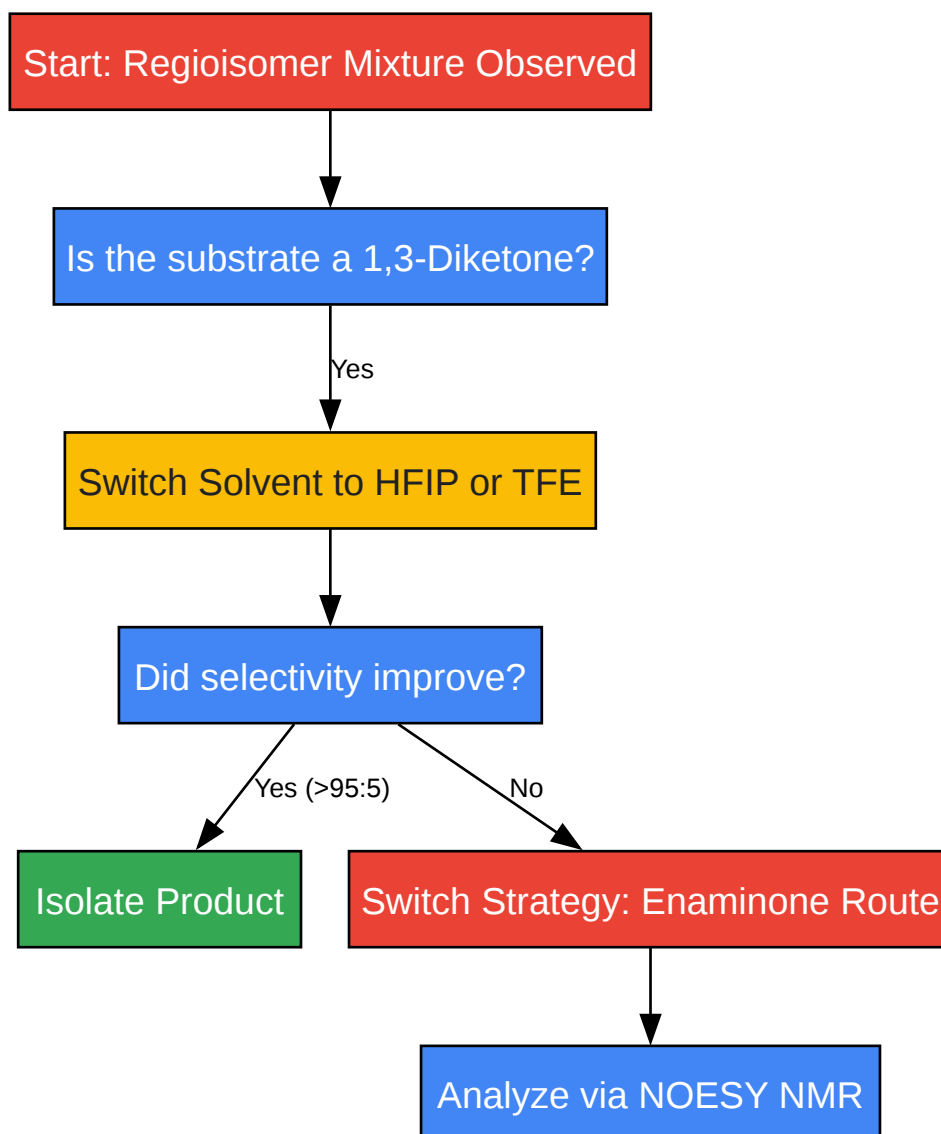 Start: Regioisomer Mixture Observed
Is the substrate a 1,3-Diketone?
Yes
Switch Solvent to HFIP or TFE
Did selectivity improve?
Yes (>95:5)
No
Isolate Product
Switch Strategy: Enaminone Route
Analyze via NOESY NMR